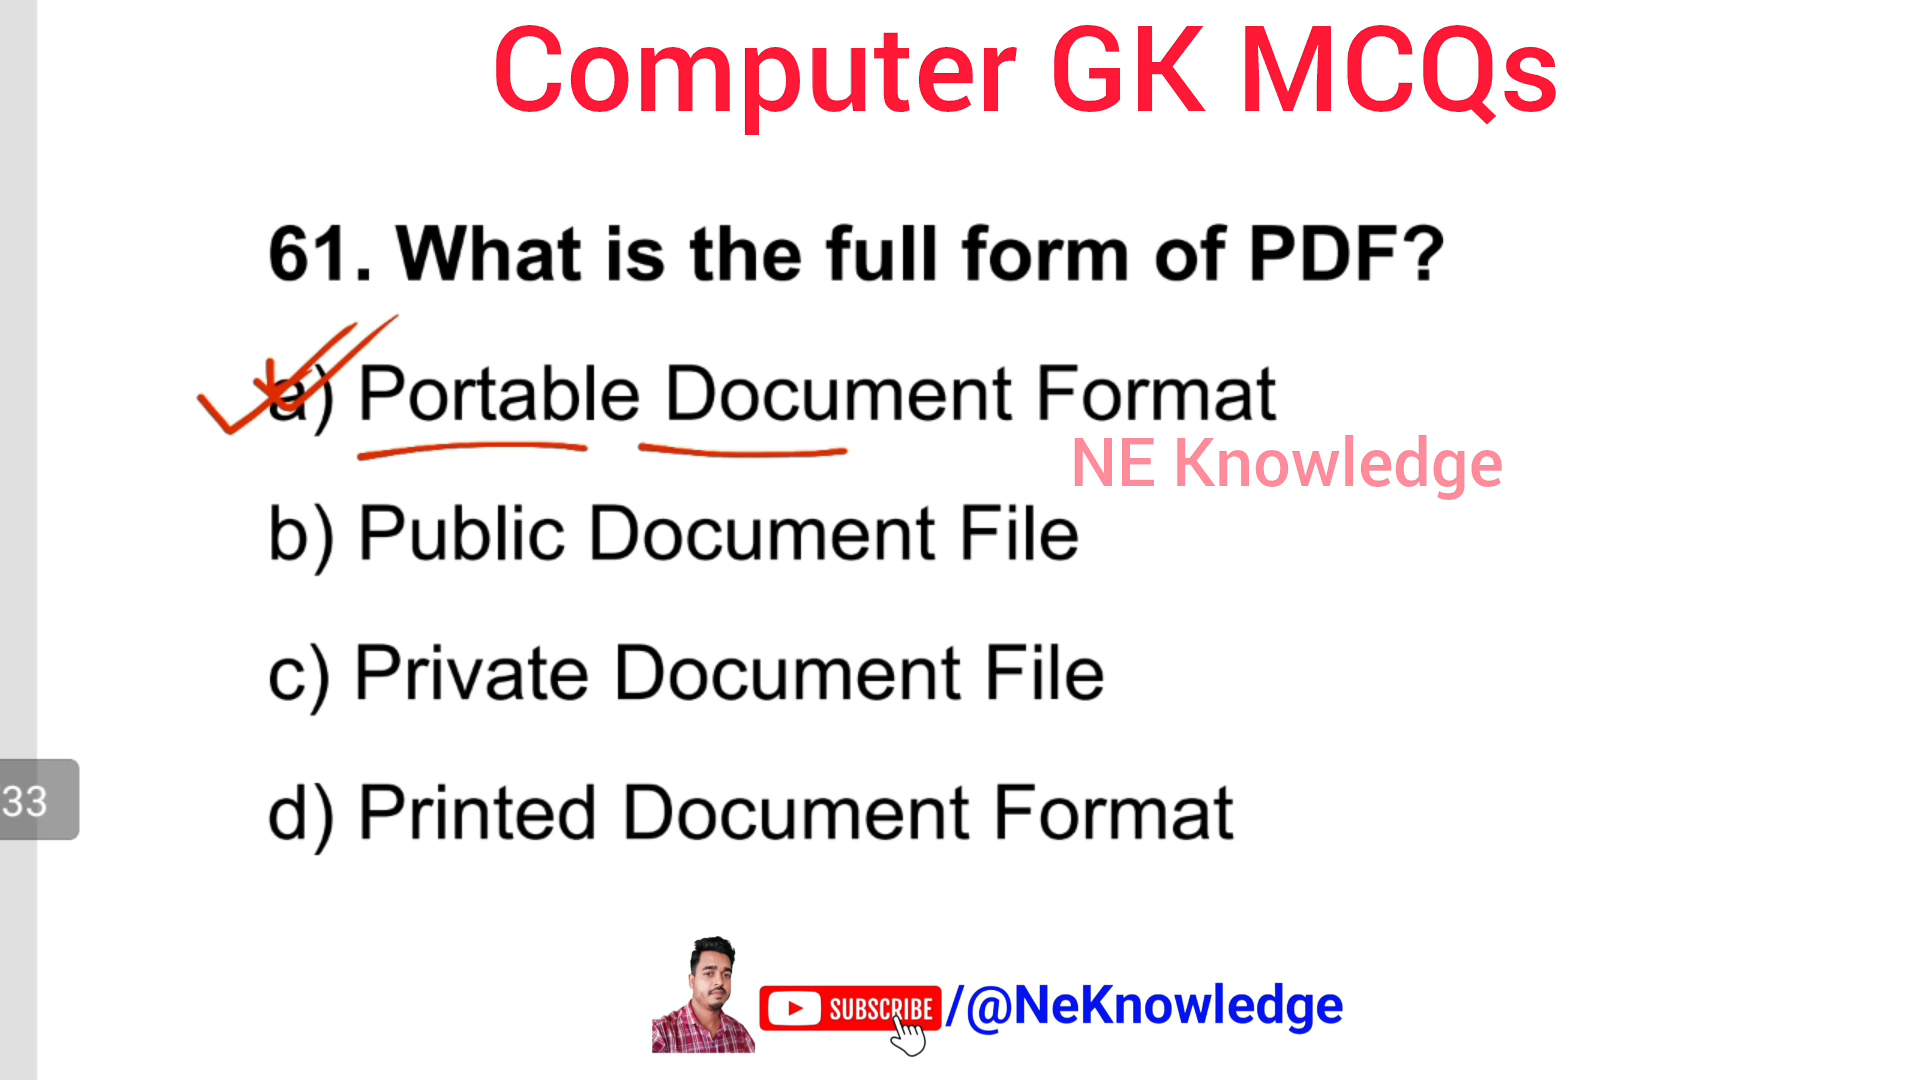 Computer GK MCQs
61. What is the full form of PDF?
a) Portable Document Format
NE Knowledge
b) Public Document File
c) Private Document File
33
d) Printed Document Format
SUBSCRIBE /@NeKnowledge